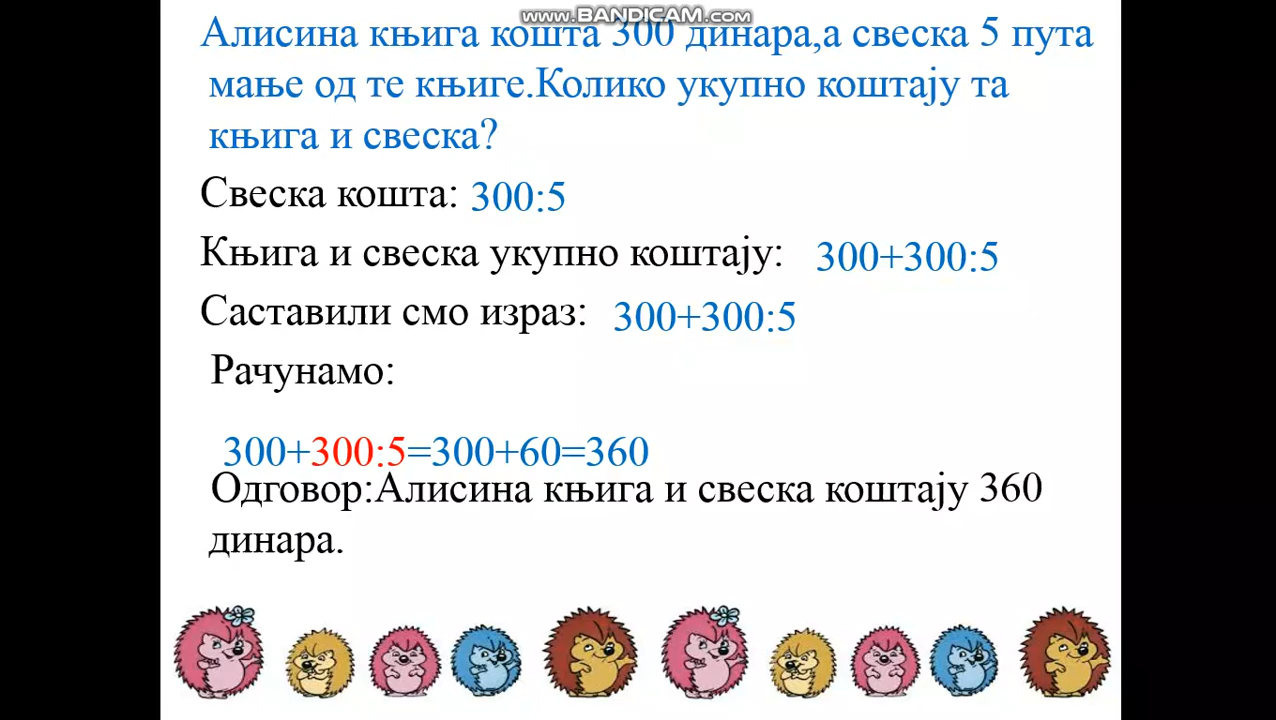 www.BANDICAM.com
Алисина књига кошта 300 динара,а свеска 5 пута
мање од те књиге.Колико укупно коштају та
књига и свеска?
Свеска кошта: 300:5
Књига и свеска укупно коштају: 300+300:5
Саставили смо израз: 300+300:5
Рачунамо:
300+300:5=300+60=360
Одговор:Алисина књига и свеска коштају 360
динара.